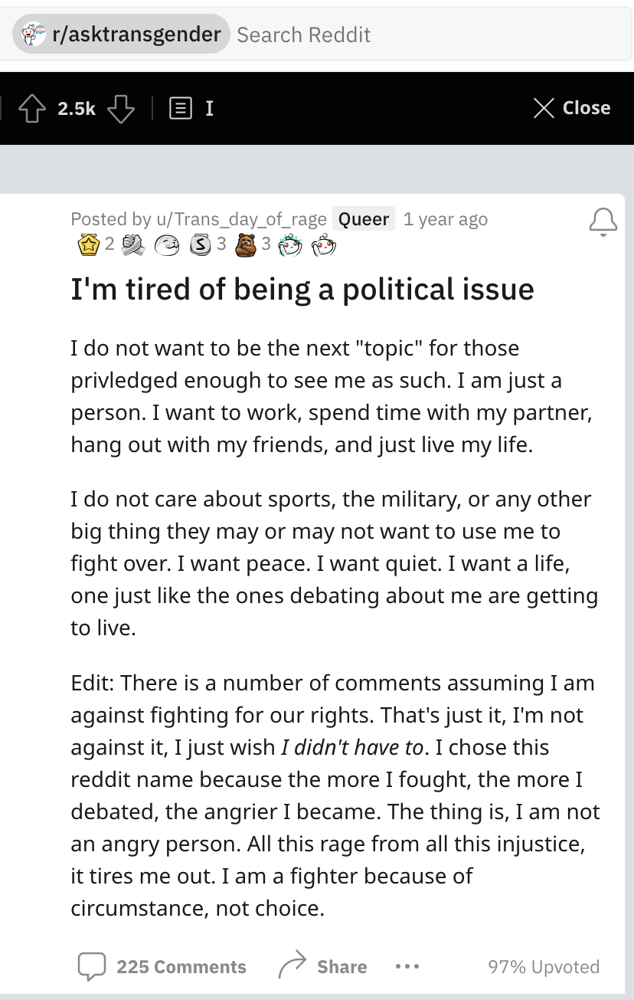 r/asktransgender Search Reddit
2.5k I Close
Posted by u/Trans_day_of_rage Queer 1 year ago
2 S 3 3
I'm tired of being a political issue
I do not want to be the next "topic" for those
privledged enough to see me as such. I am just a
person. I want to work, spend time with my partner,
hang out with my friends, and just live my life.
I do not care about sports, the military, or any other
big thing they may or may not want to use me to
fight over. I want peace. I want quiet. I want a life,
one just like the ones debating about me are getting
to live.
Edit: There is a number of comments assuming I am
against fighting for our rights. That's just it, I'm not
against it, I just wish I didn't have to. I chose this
reddit name because the more I fought, the more I
debated, the angrier I became. The thing is, I am not
an angry person. All this rage from all this injustice,
it tires me out. I am a fighter because of
circumstance, not choice.
225 Comments Share 97% Upvoted